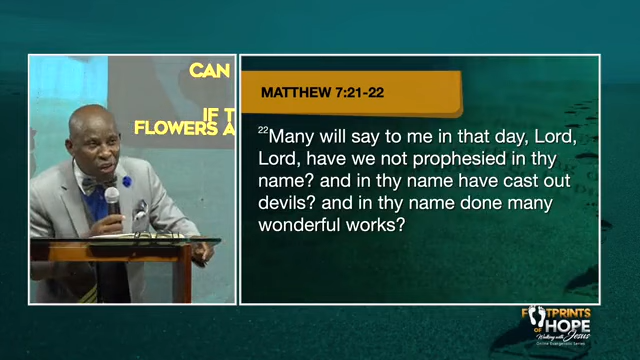 CAN
IF T
FLOWERS A
MATTHEW 7:21-22
22Many will say to me in that day, Lord,
Lord, have we not prophesied in thy
name? and in thy name have cast out
devils? and in thy name done many
wonderful works?
FOOTPRINTS
OF HOPE
Walking with Jesus
Online Evangelistic Series